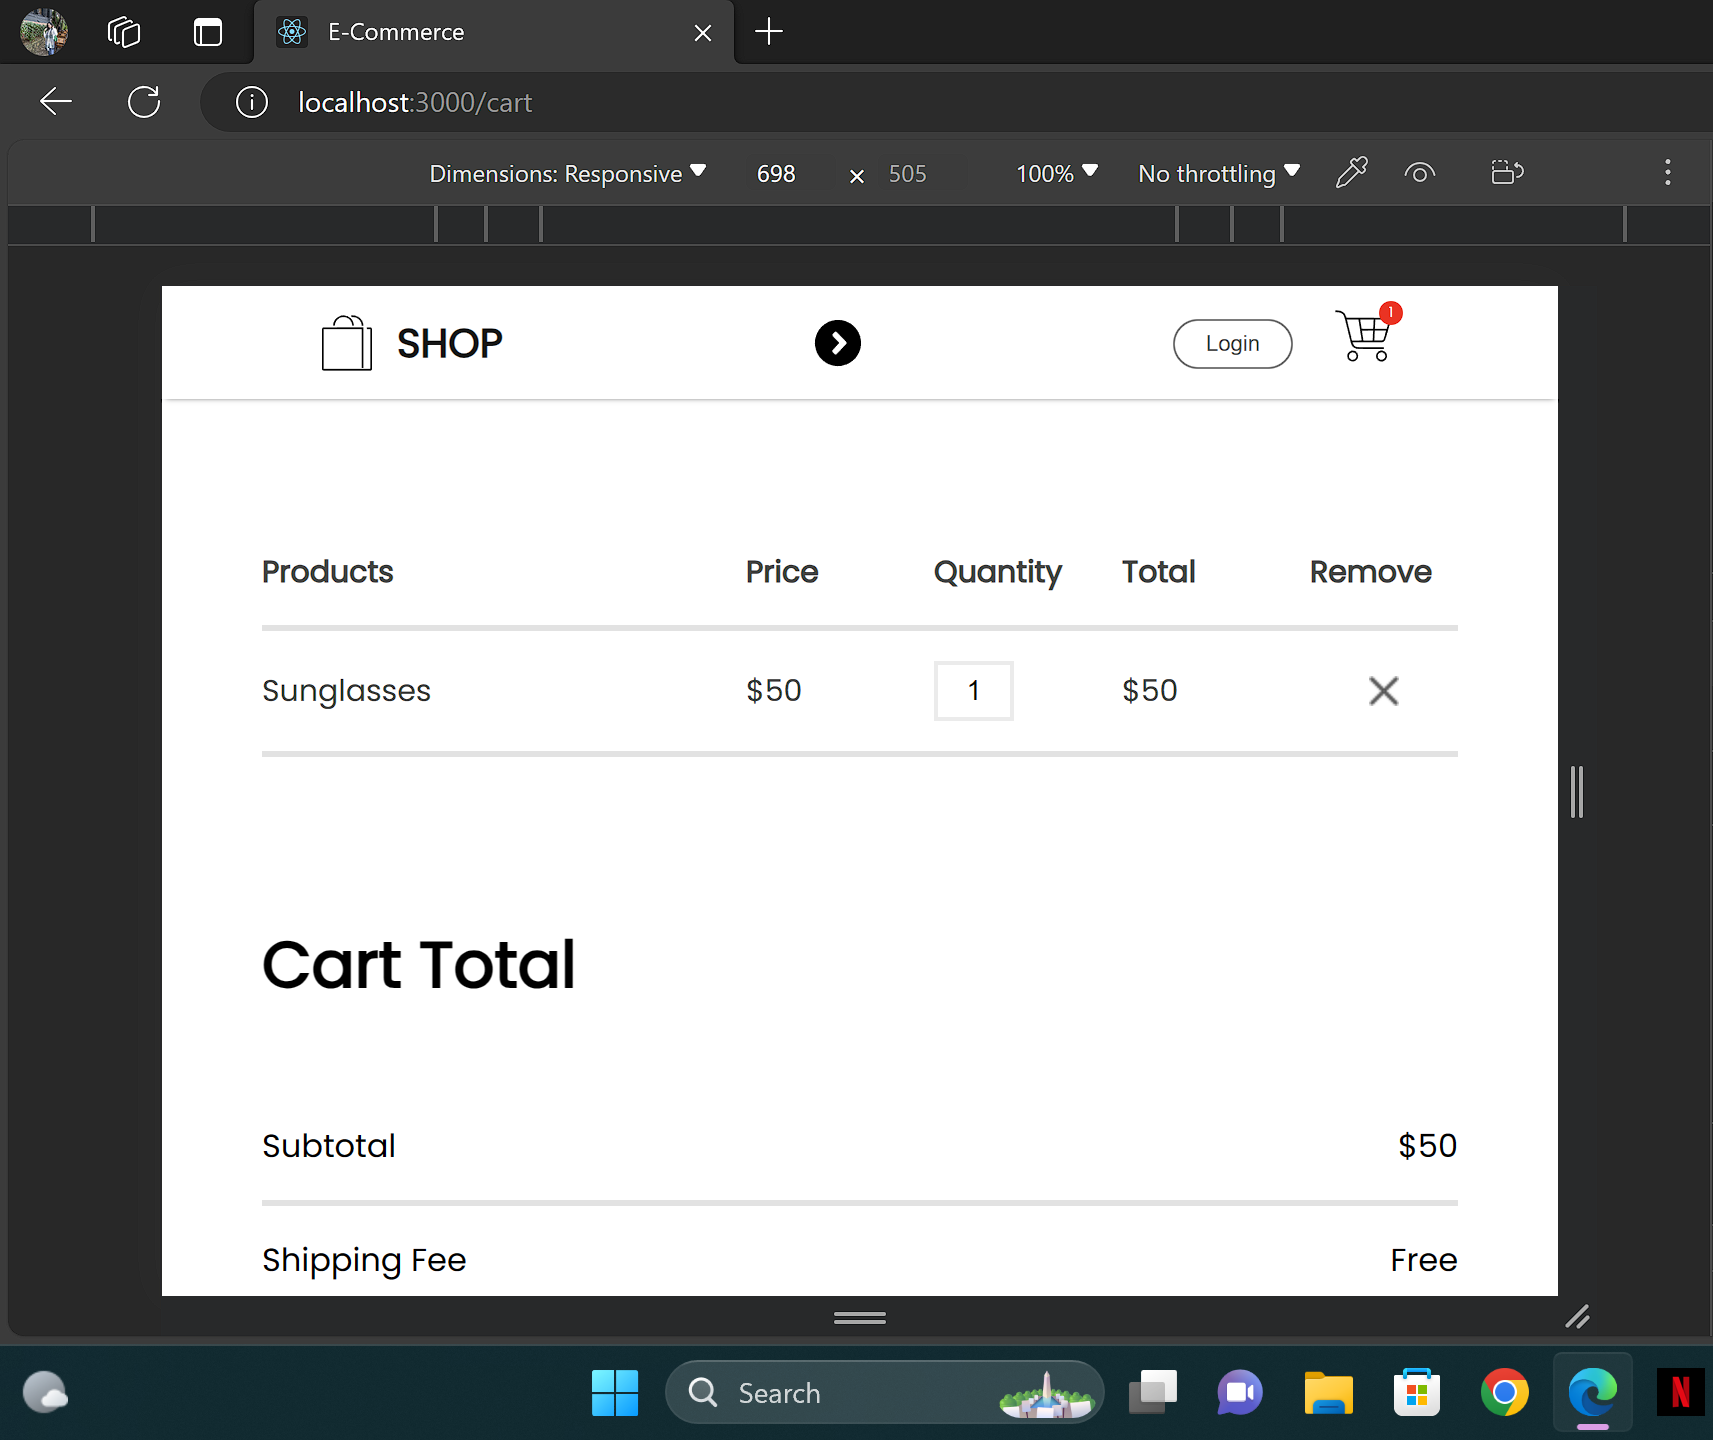 E-Commerce
localhost:3000/cart
Dimensions: Responsive 698 × 505 100% No throttling
SHOP Login 1
Products Price Quantity Total Remove
Sunglasses $50 1 $50
Cart Total
Subtotal $50
Shipping Fee Free
Search N